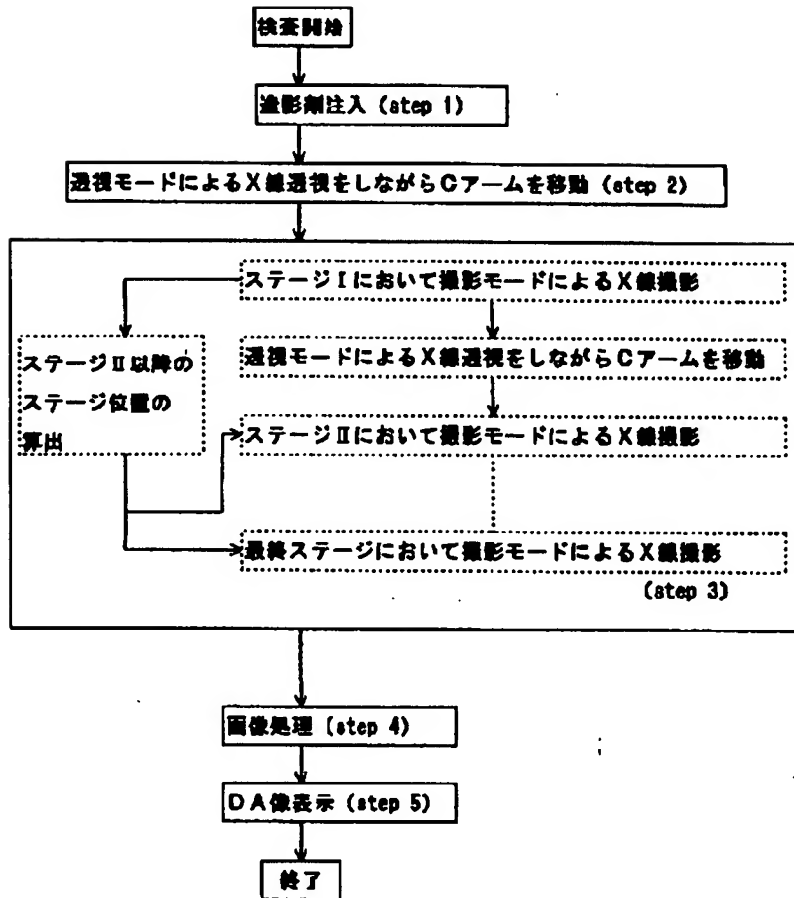 検査開始
造影剤注入 (step 1)
透視モードによるX線透視をしながらCアームを移動 (step 2)
ステージIにおいて撮影モードによるX線撮影
透視モードによるX線透視をしながらCアームを移動
ステージII以降の
ステージ位置の
算出
ステージIIにおいて撮影モードによるX線撮影
最終ステージにおいて撮影モードによるX線撮影
(step 3)
画像処理 (step 4)
DA像表示 (step 5)
終了